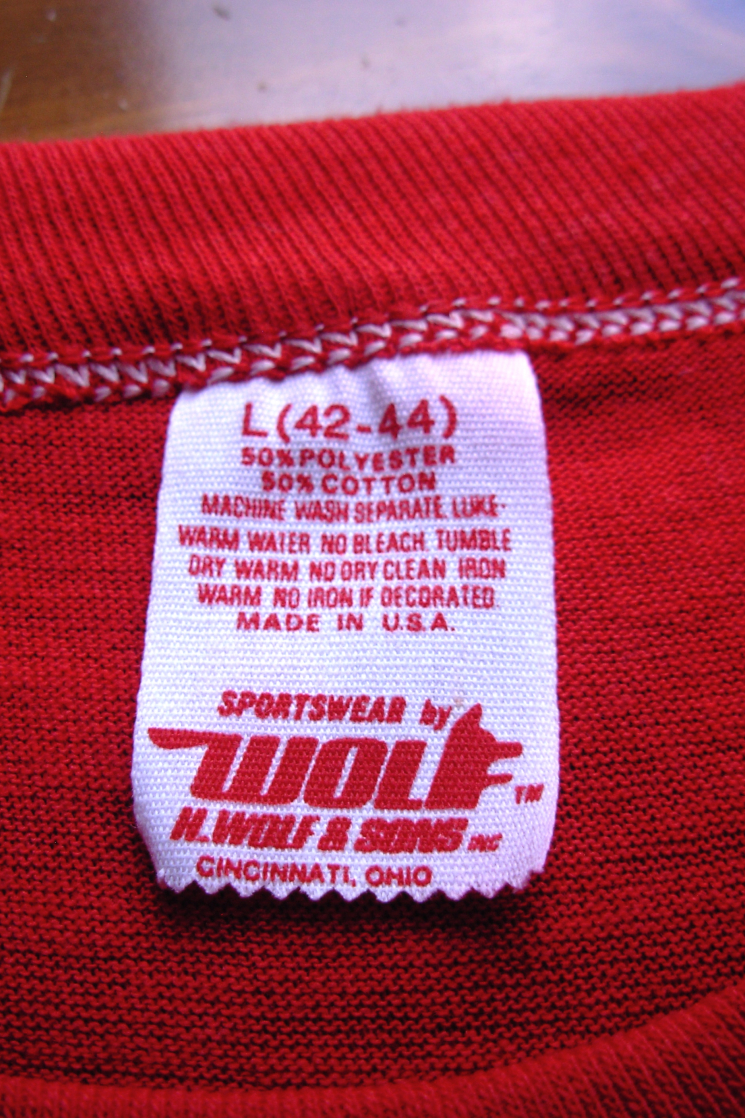 L (42-44)
50% POLYESTER
50% COTTON
MACHINE WASH SEPARATE LUKE-
WARM WATER NO BLEACH TUMBLE
DRY WARM NO DRY CLEAN IRON
WARM NO IRON IF DECORATED
MADE IN U.S.A.
SPORTSWEAR by
WOLF TM
H. WOLF & SONS INC
CINCINNATI, OHIO